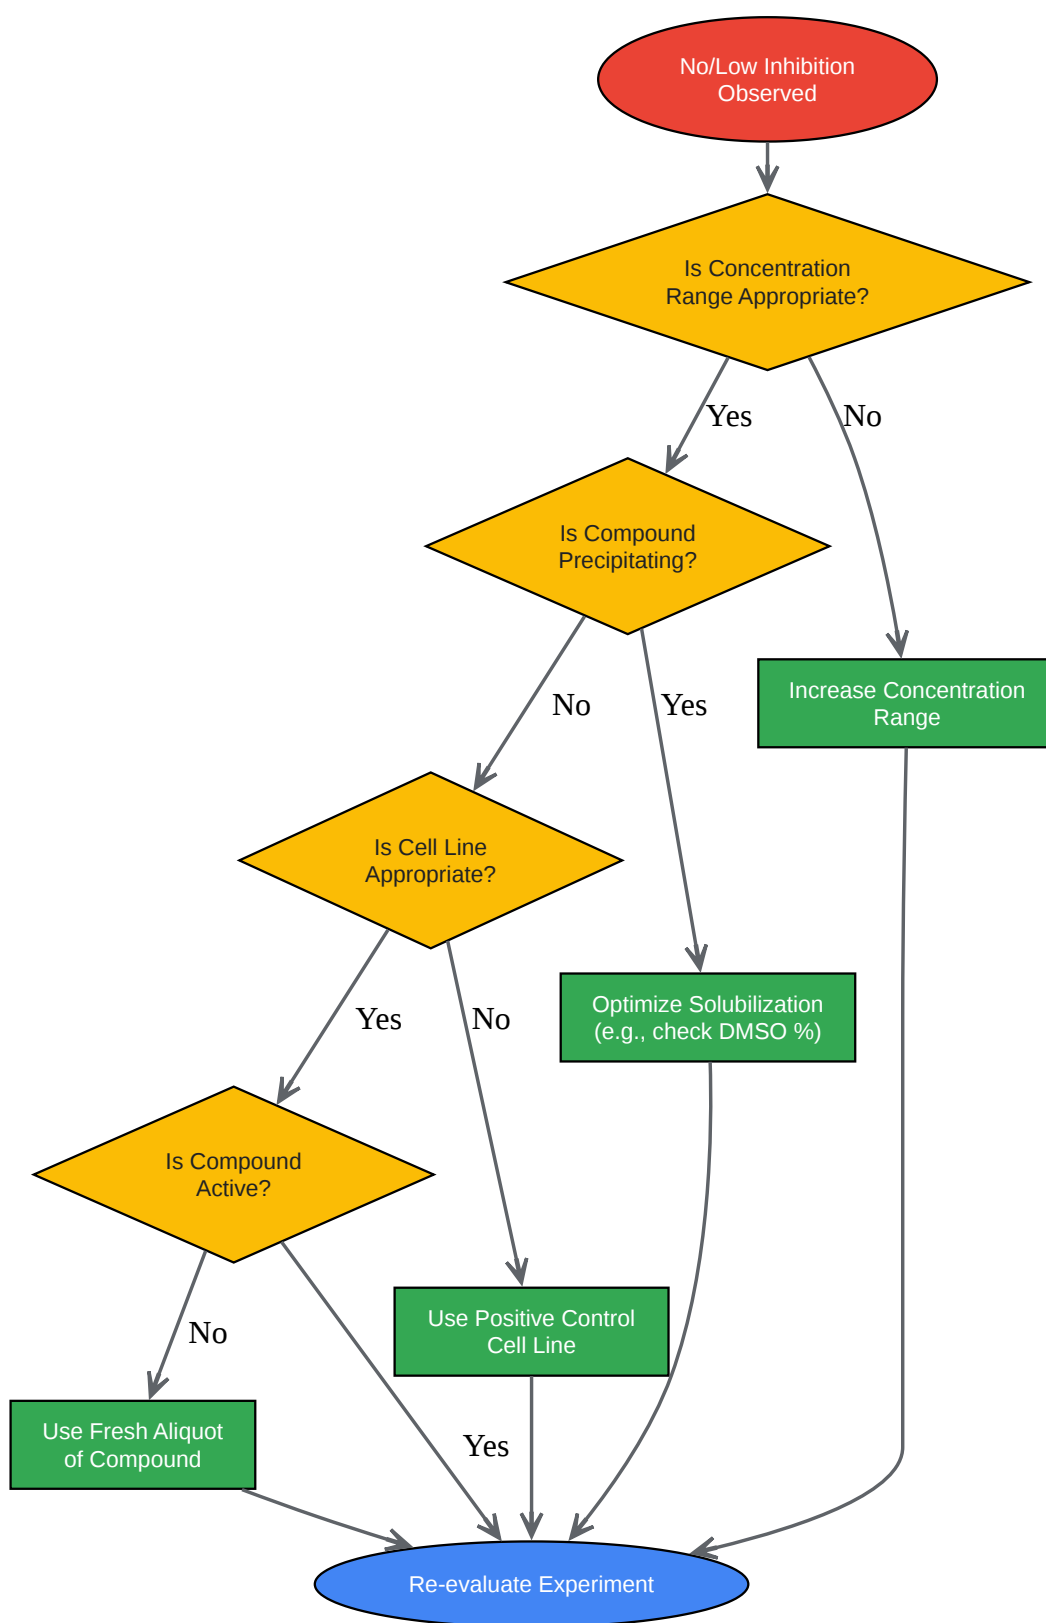 No/Low Inhibition
Observed
Is Concentration
Range Appropriate?
Yes
No
Is Compound
Precipitating?
No
Yes
Increase Concentration
Range
Is Cell Line
Appropriate?
Yes
No
Optimize Solubilization
(e.g., check DMSO %)
Is Compound
Active?
No
Use Positive Control
Cell Line
Use Fresh Aliquot
of Compound
Yes
Re-evaluate Experiment